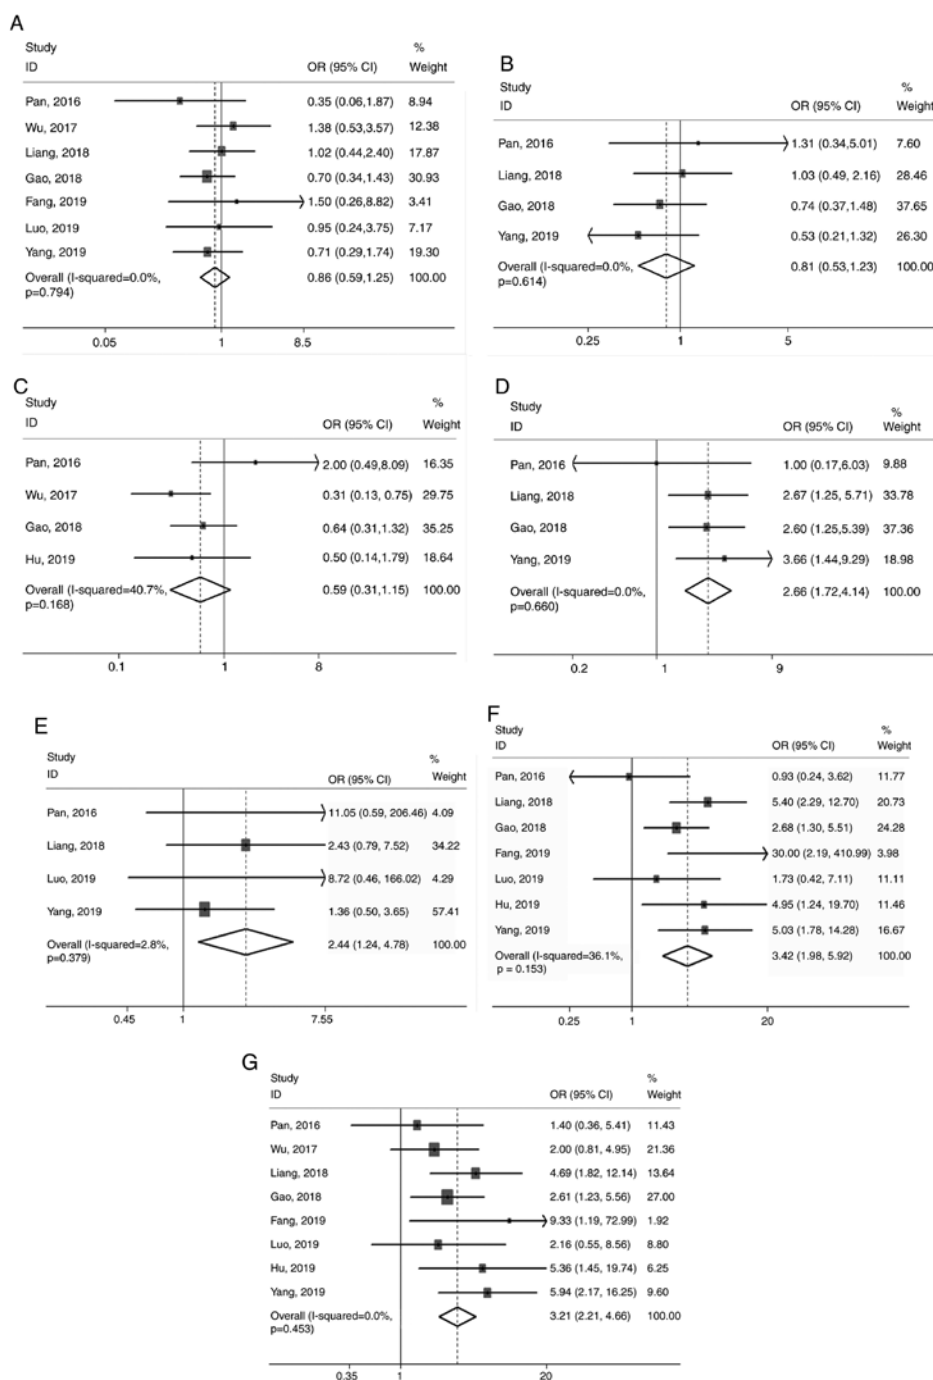 A
Study %
ID OR (95% CI) Weight
Pan, 2016 0.35 (0.06,1.87) 8.94
Wu, 2017 1.38 (0.53,3.57) 12.38
Liang, 2018 1.02 (0.44,2.40) 17.87
Gao, 2018 0.70 (0.34,1.43) 30.93
Fang, 2019 1.50 (0.26,8.82) 3.41
Luo, 2019 0.95 (0.24,3.75) 7.17
Yang, 2019 0.71 (0.29,1.74) 19.30
Overall (I-squared=0.0%, 0.86 (0.59,1.25) 100.00
p=0.794)
0.05 1 8.5
B
Study %
ID OR (95% CI) Weight
Pan, 2016 1.31 (0.34,5.01) 7.60
Liang, 2018 1.03 (0.49, 2.16) 28.46
Gao, 2018 0.74 (0.37,1.48) 37.65
Yang, 2019 0.53 (0.21,1.32) 26.30
Overall (I-squared=0.0%, 0.81 (0.53,1.23) 100.00
p=0.614)
0.25 1 5
C
Study %
ID OR (95% CI) Weight
Pan, 2016 2.00 (0.49,8.09) 16.35
Wu, 2017 0.31 (0.13, 0.75) 29.75
Gao, 2018 0.64 (0.31,1.32) 35.25
Hu, 2019 0.50 (0.14,1.79) 18.64
Overall (I-squared=40.7%, 0.59 (0.31,1.15) 100.00
p=0.168)
0.1 1 8
D
Study %
ID OR (95% CI) Weight
Pan, 2016 1.00 (0.17,6.03) 9.88
Liang, 2018 2.67 (1.25, 5.71) 33.78
Gao, 2018 2.60 (1.25,5.39) 37.36
Yang, 2019 3.66 (1.44,9.29) 18.98
Overall (I-squared=0.0%, 2.66 (1.72,4.14) 100.00
p=0.660)
0.2 1 9
E
Study %
ID OR (95% CI) Weight
Pan, 2016 11.05 (0.59, 206.46) 4.09
Liang, 2018 2.43 (0.79, 7.52) 34.22
Luo, 2019 8.72 (0.46, 166.02) 4.29
Yang, 2019 1.36 (0.50, 3.65) 57.41
Overall (I-squared=2.8%, 2.44 (1.24, 4.78) 100.00
p=0.379)
0.45 1 7.55
F
Study %
ID OR (95% CI) Weight
Pan, 2016 0.93 (0.24, 3.62) 11.77
Liang, 2018 5.40 (2.29, 12.70) 20.73
Gao, 2018 2.68 (1.30, 5.51) 24.28
Fang, 2019 30.00 (2.19, 410.99) 3.98
Luo, 2019 1.73 (0.42, 7.11) 11.11
Hu, 2019 4.95 (1.24, 19.70) 11.46
Yang, 2019 5.03 (1.78, 14.28) 16.67
Overall (I-squared=36.1%, 3.42 (1.98, 5.92) 100.00
p = 0.153)
0.25 1 20
G
Study %
ID OR (95% CI) Weight
Pan, 2016 1.40 (0.36, 5.41) 11.43
Wu, 2017 2.00 (0.81, 4.95) 21.36
Liang, 2018 4.69 (1.82, 12.14) 13.64
Gao, 2018 2.61 (1.23, 5.56) 27.00
Fang, 2019 9.33 (1.19, 72.99) 1.92
Luo, 2019 2.16 (0.55, 8.56) 8.80
Hu, 2019 5.36 (1.45, 19.74) 6.25
Yang, 2019 5.94 (2.17, 16.25) 9.60
Overall (I-squared=0.0%, 3.21 (2.21, 4.66) 100.00
p=0.453)
0.35 1 20